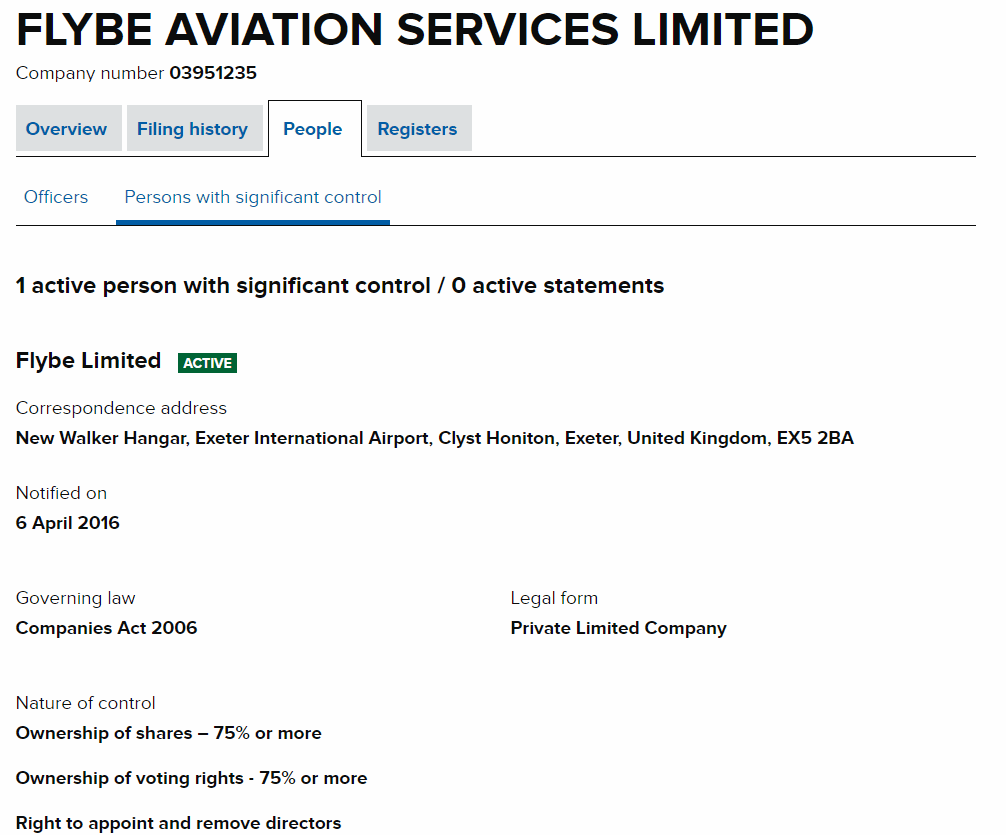 FLYBE AVIATION SERVICES LIMITED
Company number 03951235
Overview Filing history People Registers
Officers Persons with significant control
1 active person with significant control / 0 active statements
Flybe Limited ACTIVE
Correspondence address
New Walker Hangar, Exeter International Airport, Clyst Honiton, Exeter, United Kingdom, EX5 2BA
Notified on
6 April 2016
Governing law Legal form
Companies Act 2006 Private Limited Company
Nature of control
Ownership of shares – 75% or more
Ownership of voting rights - 75% or more
Right to appoint and remove directors